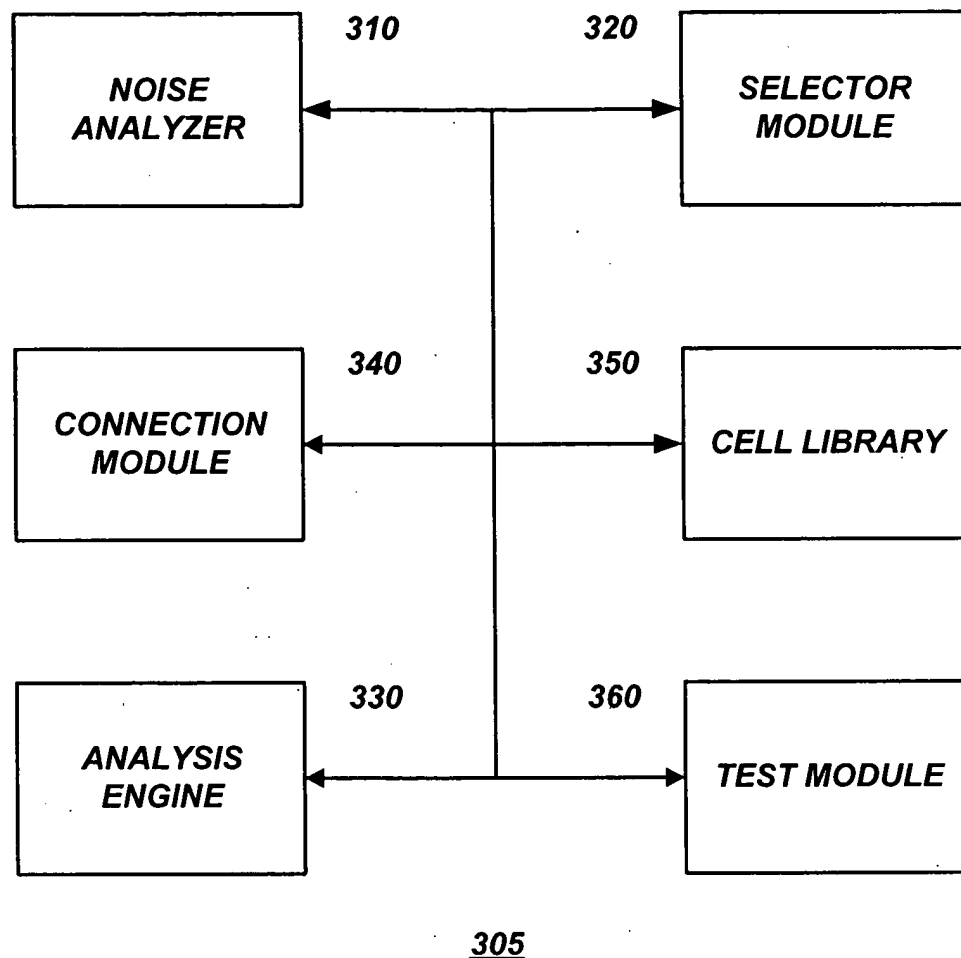 310
320
NOISE
ANALYZER
SELECTOR
MODULE
340
350
CONNECTION
MODULE
CELL LIBRARY
330
360
ANALYSIS
ENGINE
TEST MODULE
305